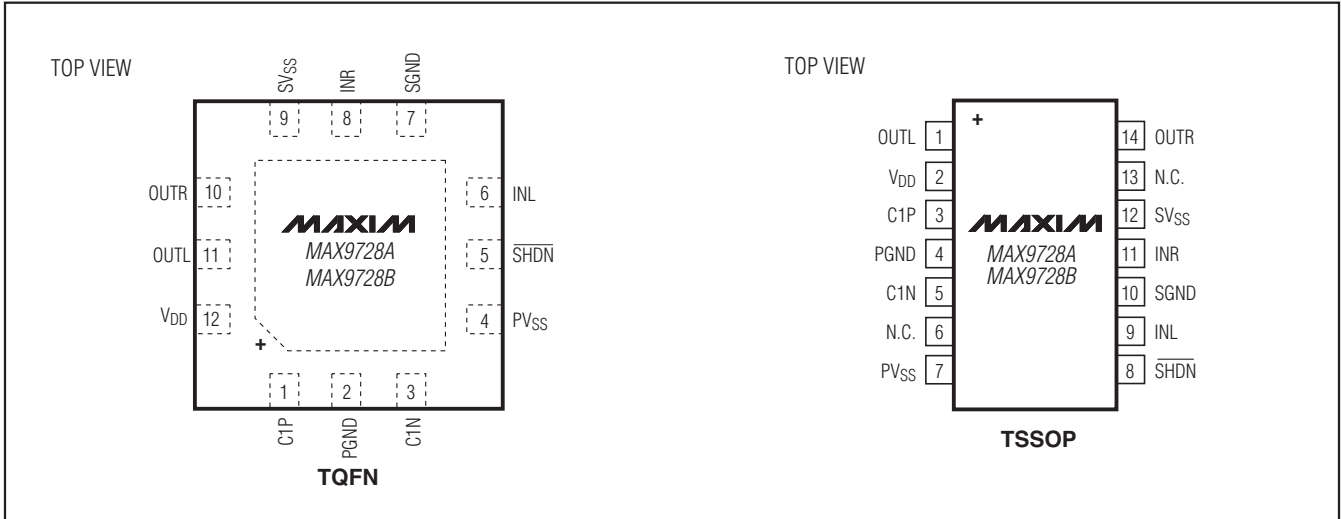 TOP VIEW
SVSS
INR
SGND
9
8
7
OUTR 10
6 INL
OUTL 11
5 SHDN
VDD 12
4 PVSS
MAXIM
MAX9728A
MAX9728B
+
1
2
3
C1P
PGND
C1N
TQFN
TOP VIEW
+
OUTL 1
14 OUTR
VDD 2
13 N.C.
C1P 3
12 SVSS
PGND 4
11 INR
C1N 5
10 SGND
N.C. 6
9 INL
PVSS 7
8 SHDN
MAXIM
MAX9728A
MAX9728B
TSSOP